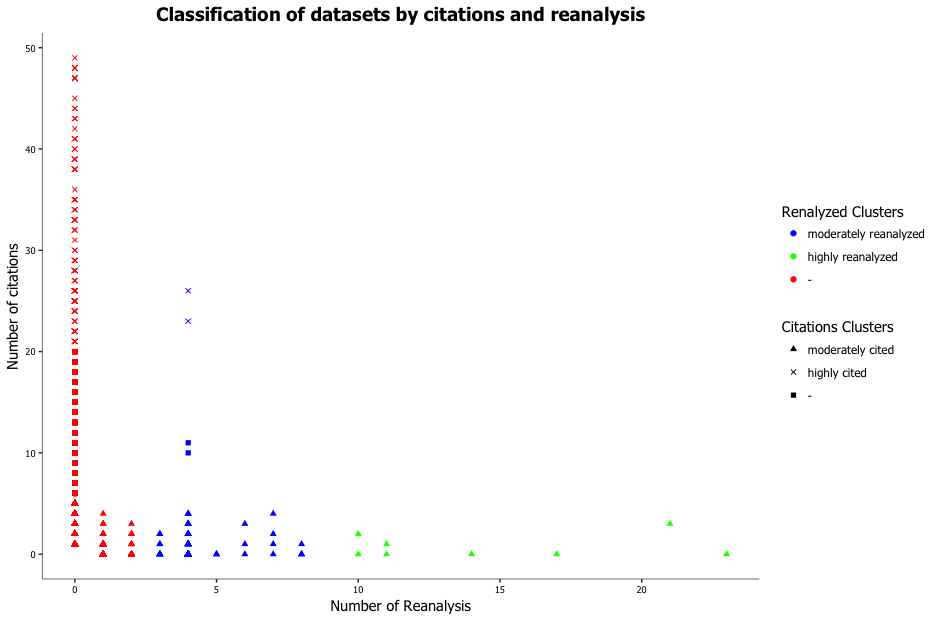 Classification of datasets by citations and reanalysis
Number of citations
50
40
30
20
10
0
0
5
10
15
20
Number of Reanalysis
Renalyzed Clusters
moderately reanalyzed
highly reanalyzed
-
Citations Clusters
moderately cited
highly cited
-